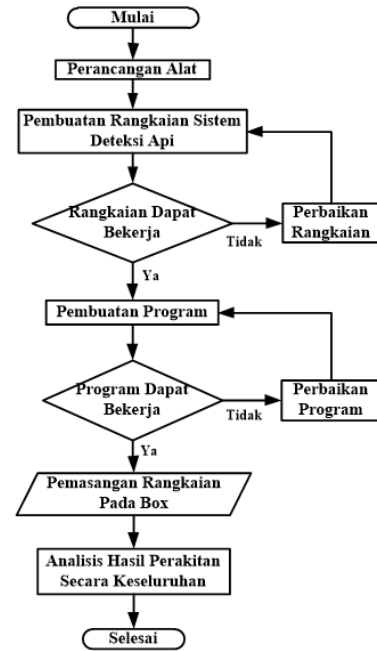 Mulai
Perancangan Alat
Pembuatan Rangkaian Sistem
Deteksi Api
Rangkaian Dapat
Bekerja
Tidak
Perbaikan
Rangkaian
Ya
Pembuatan Program
Program Dapat
Bekerja
Tidak
Perbaikan
Program
Ya
Pemasangan Rangkaian
Pada Box
Analisis Hasil Perakitan
Secara Keseluruhan
Selesai